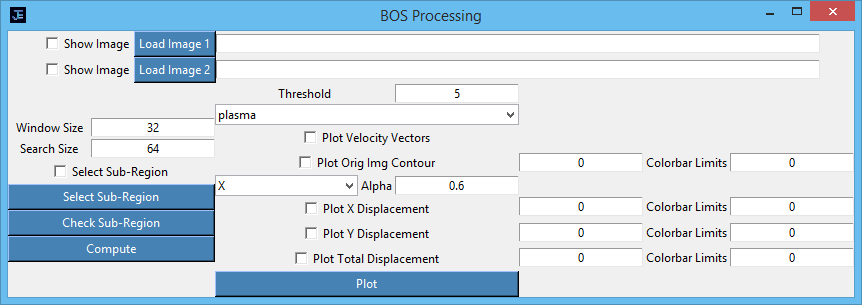 BOS Processing
Show Image Load Image 1
Show Image Load Image 2
Threshold 5
plasma
Window Size 32 Plot Velocity Vectors
Search Size 64
Plot Orig Img Contour 0 Colorbar Limits 0
Select Sub-Region
X Alpha 0.6
Select Sub-Region
Plot X Displacement 0 Colorbar Limits 0
Check Sub-Region
Plot Y Displacement 0 Colorbar Limits 0
Compute
Plot Total Displacement 0 Colorbar Limits 0
Plot